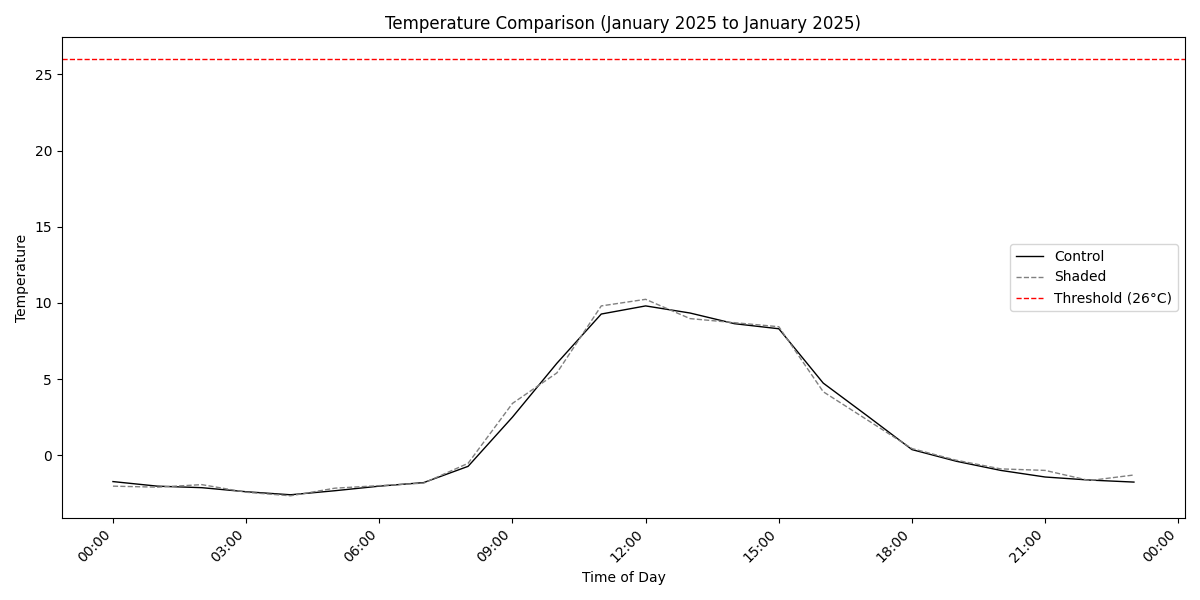 Temperature Comparison (January 2025 to January 2025)
Temperature
25
20
15
10
5
0
Control
Shaded
Threshold (26°C)
00:00
03:00
06:00
09:00
12:00
15:00
18:00
21:00
00:00
Time of Day